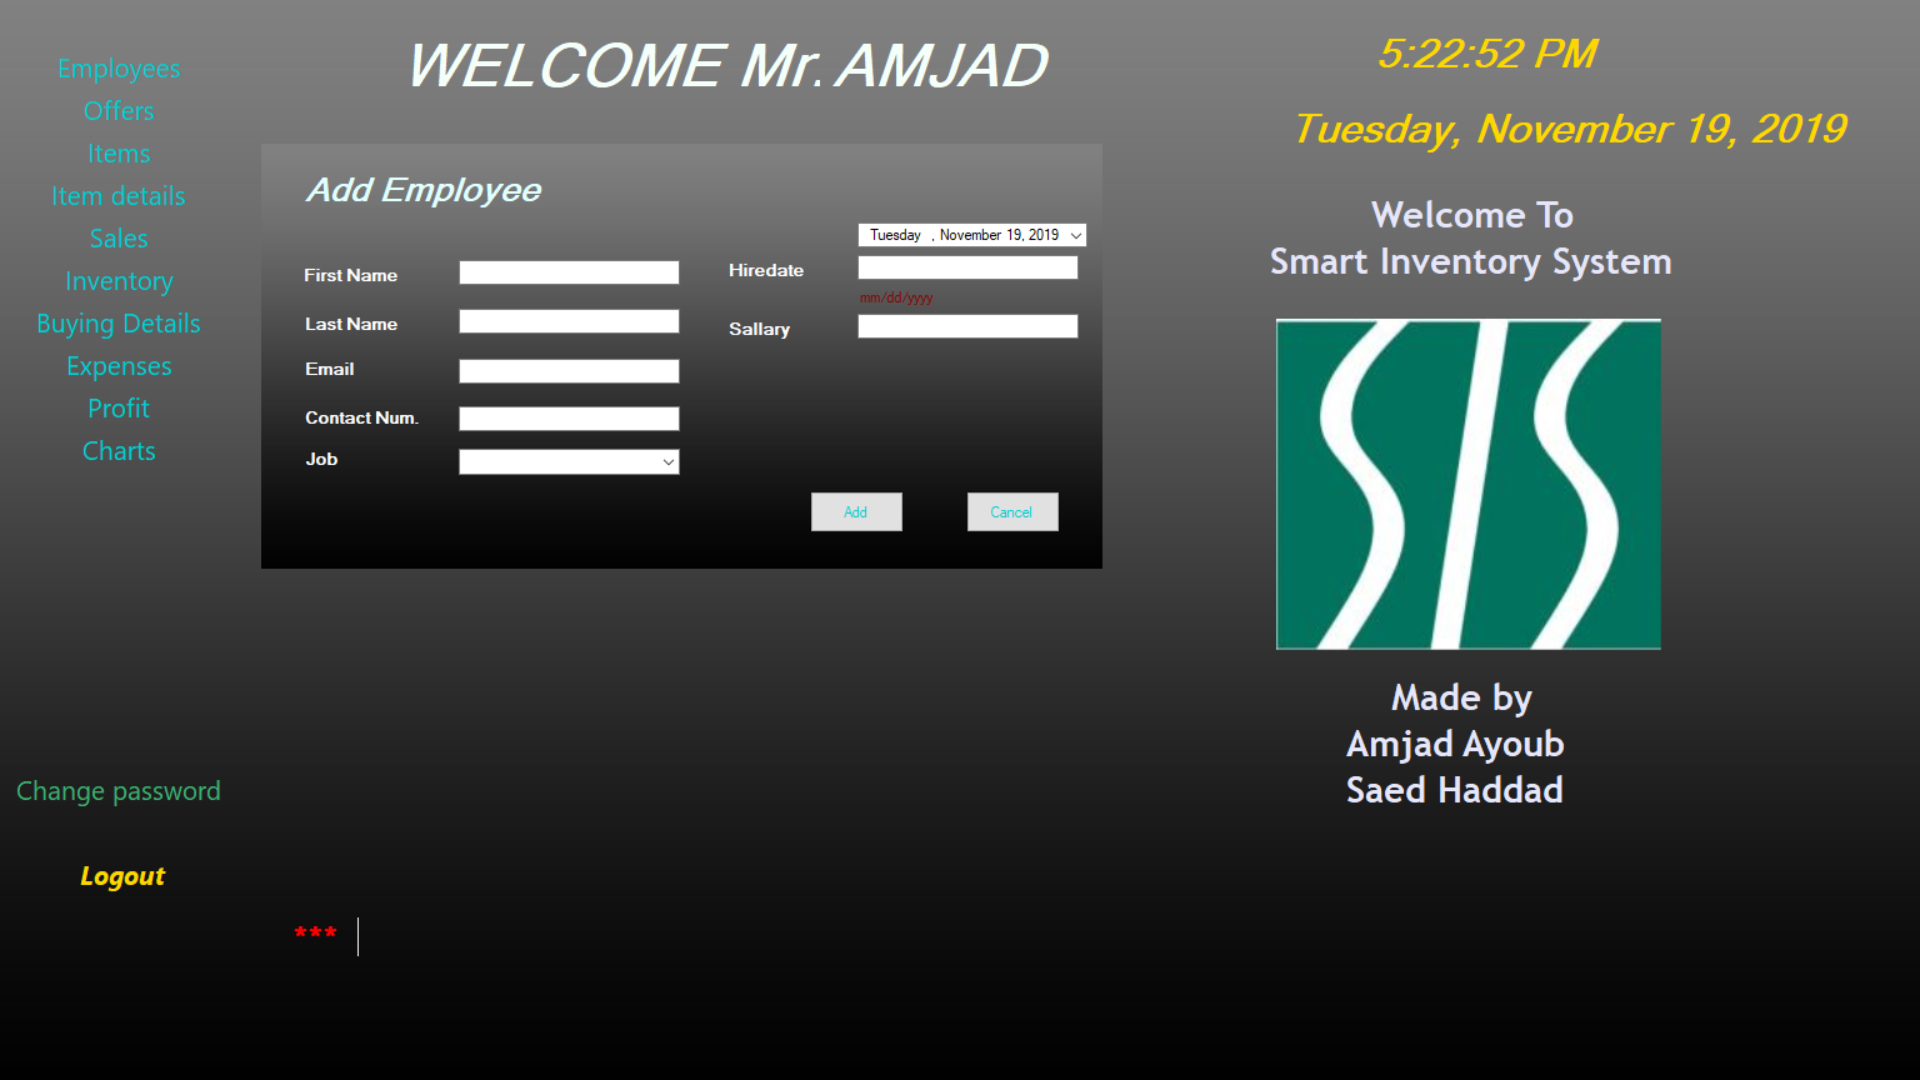 Employees
Offers
Items
Item details
Sales
Inventory
Buying Details
Expenses
Profit
Charts
Change password
Logout
WELCOME Mr. AMJAD
Add Employee
First Name
Last Name
Email
Contact Num.
Job
Tuesday , November 19, 2019
Hiredate
mm/dd/yyyy
Sallary
Add
Cancel
***
5:22:52 PM
Tuesday, November 19, 2019
Welcome To
Smart Inventory System
SIS
Made by
Amjad Ayoub
Saed Haddad